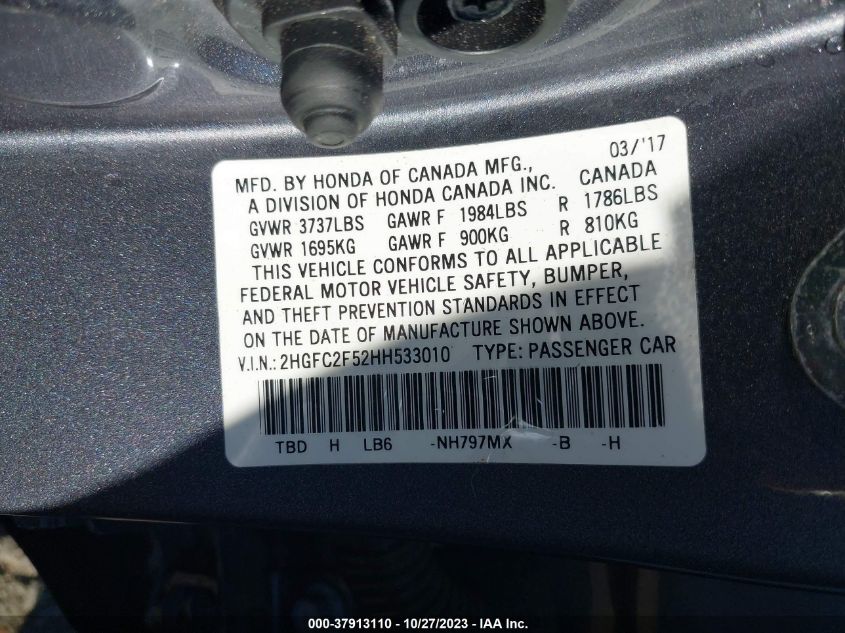 03/'17
MFD. BY HONDA OF CANADA MFG., CANADA
A DIVISION OF HONDA CANADA INC.
GVWR 3737LBS GAWR F 1984LBS R 1786LBS
GVWR 1695KG GAWR F 900KG R 810KG
THIS VEHICLE CONFORMS TO ALL APPLICABLE
FEDERAL MOTOR VEHICLE SAFETY, BUMPER,
AND THEFT PREVENTION STANDARDS IN EFFECT
ON THE DATE OF MANUFACTURE SHOWN ABOVE.
V.I.N.: 2HGFC2F52HH533010 TYPE: PASSENGER CAR
TBD H LB6 -NH797MX -B -H
000-37913110 - 10/27/2023 - IAA Inc.